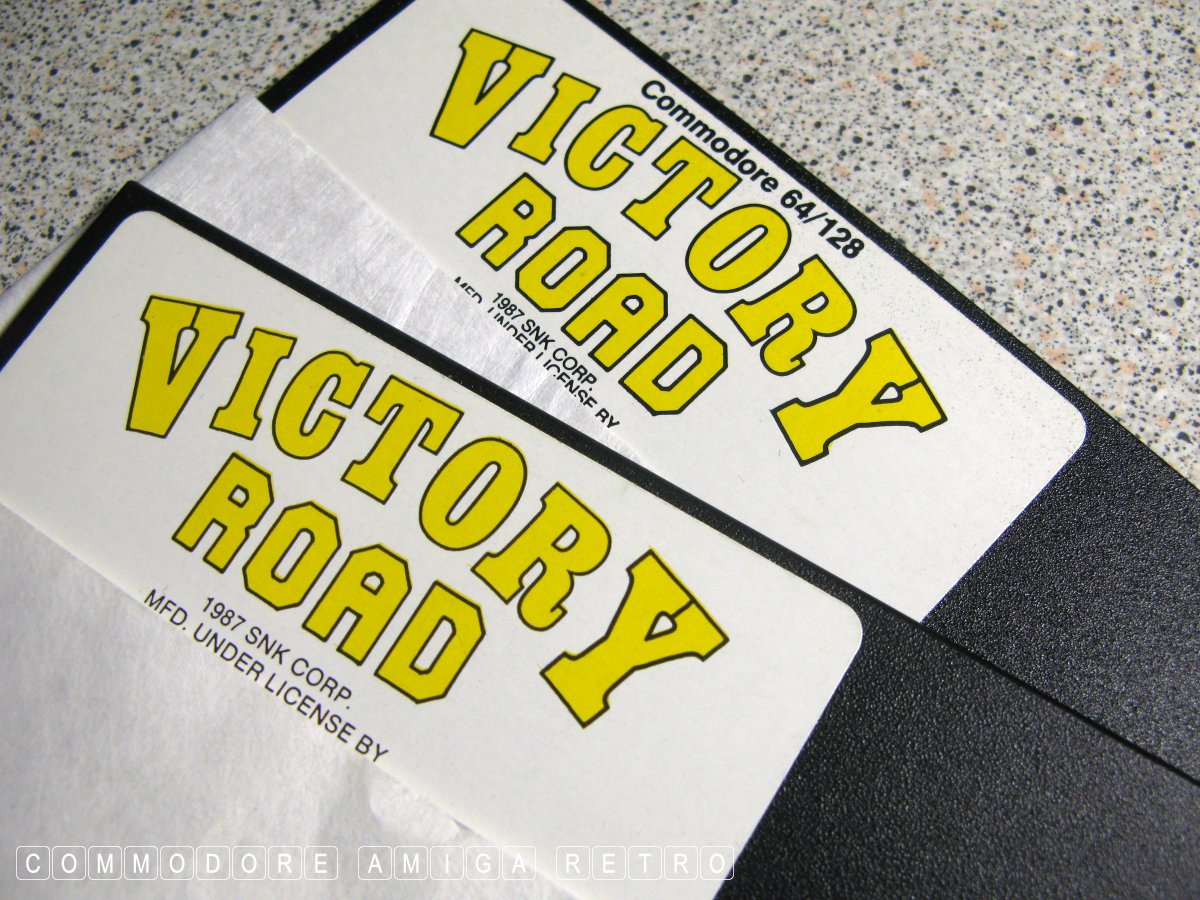 Commodore 64/128
VICTORY
ROAD
1987 SNK CORP.
MFD. UNDER LICENSE BY
VICTORY
ROAD
1987 SNK CORP.
MFD. UNDER LICENSE BY
COMMODORE AMIGA RETRO